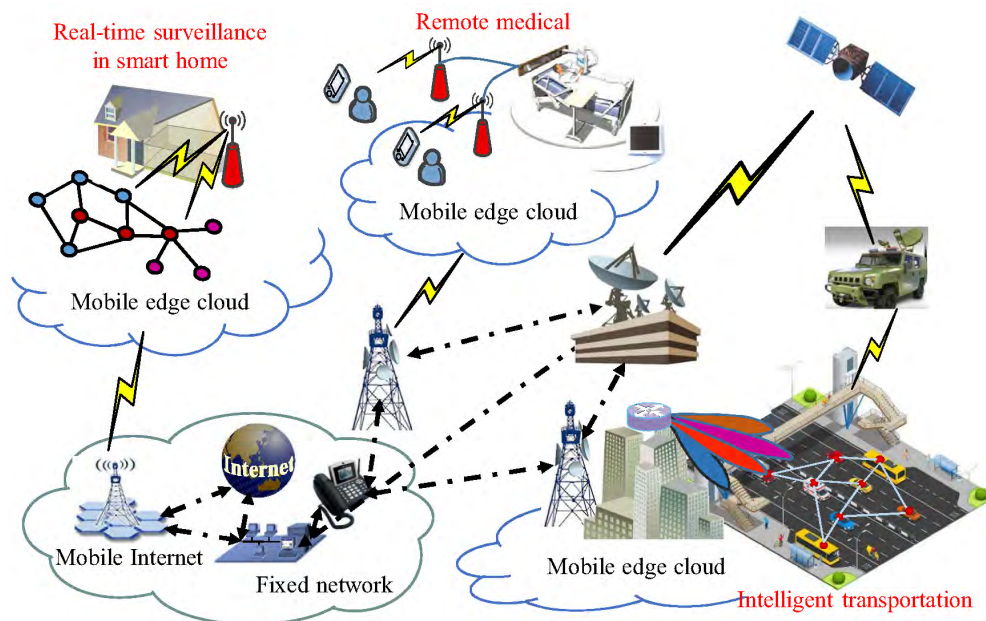 Real-time surveillance
in smart home
Remote medical
Mobile edge cloud
Mobile edge cloud
Internet
Mobile Internet
Fixed network
Mobile edge cloud
Intelligent transportation